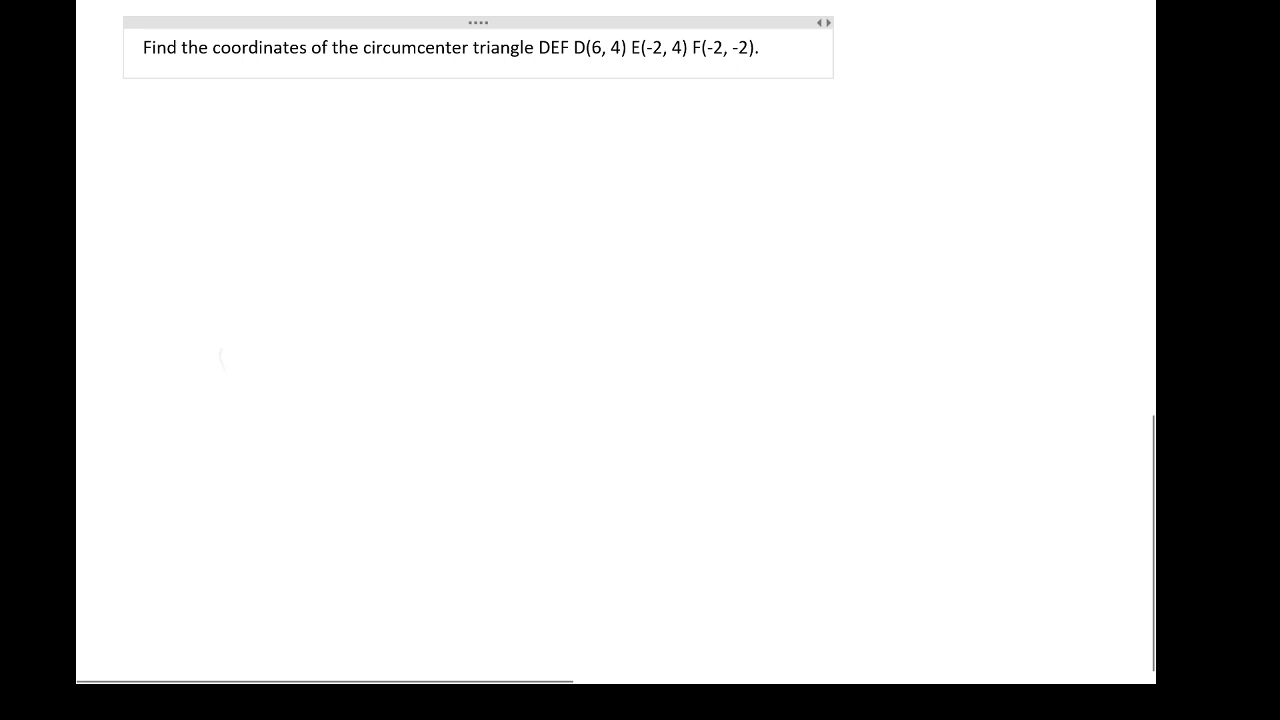 Find the coordinates of the circumcenter triangle DEF D(6, 4) E(-2, 4) F(-2, -2).